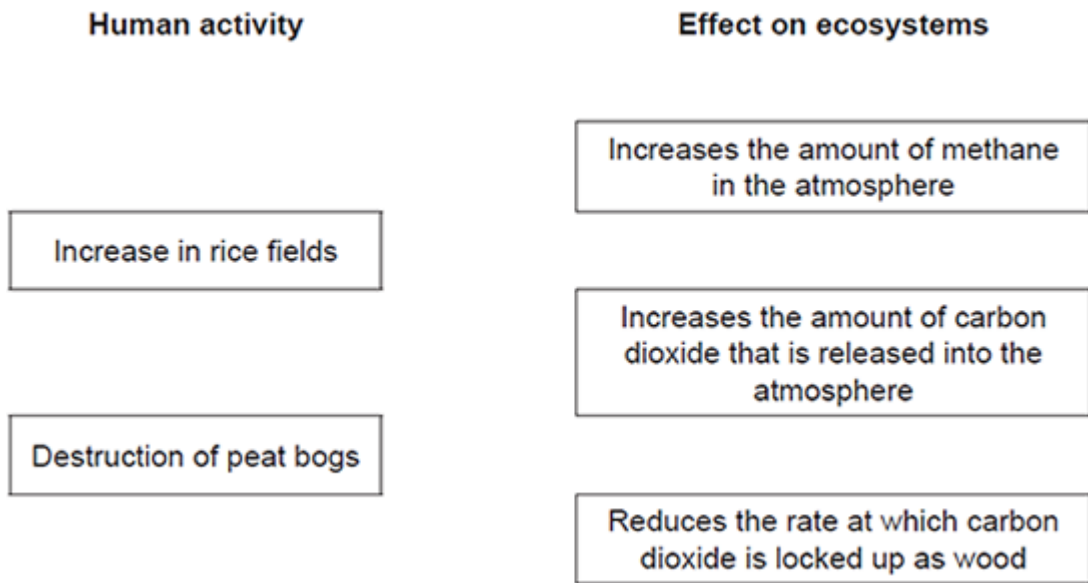 Human activity
Effect on ecosystems
Increases the amount of methane
in the atmosphere
Increase in rice fields
Increases the amount of carbon
dioxide that is released into the
atmosphere
Destruction of peat bogs
Reduces the rate at which carbon
dioxide is locked up as wood